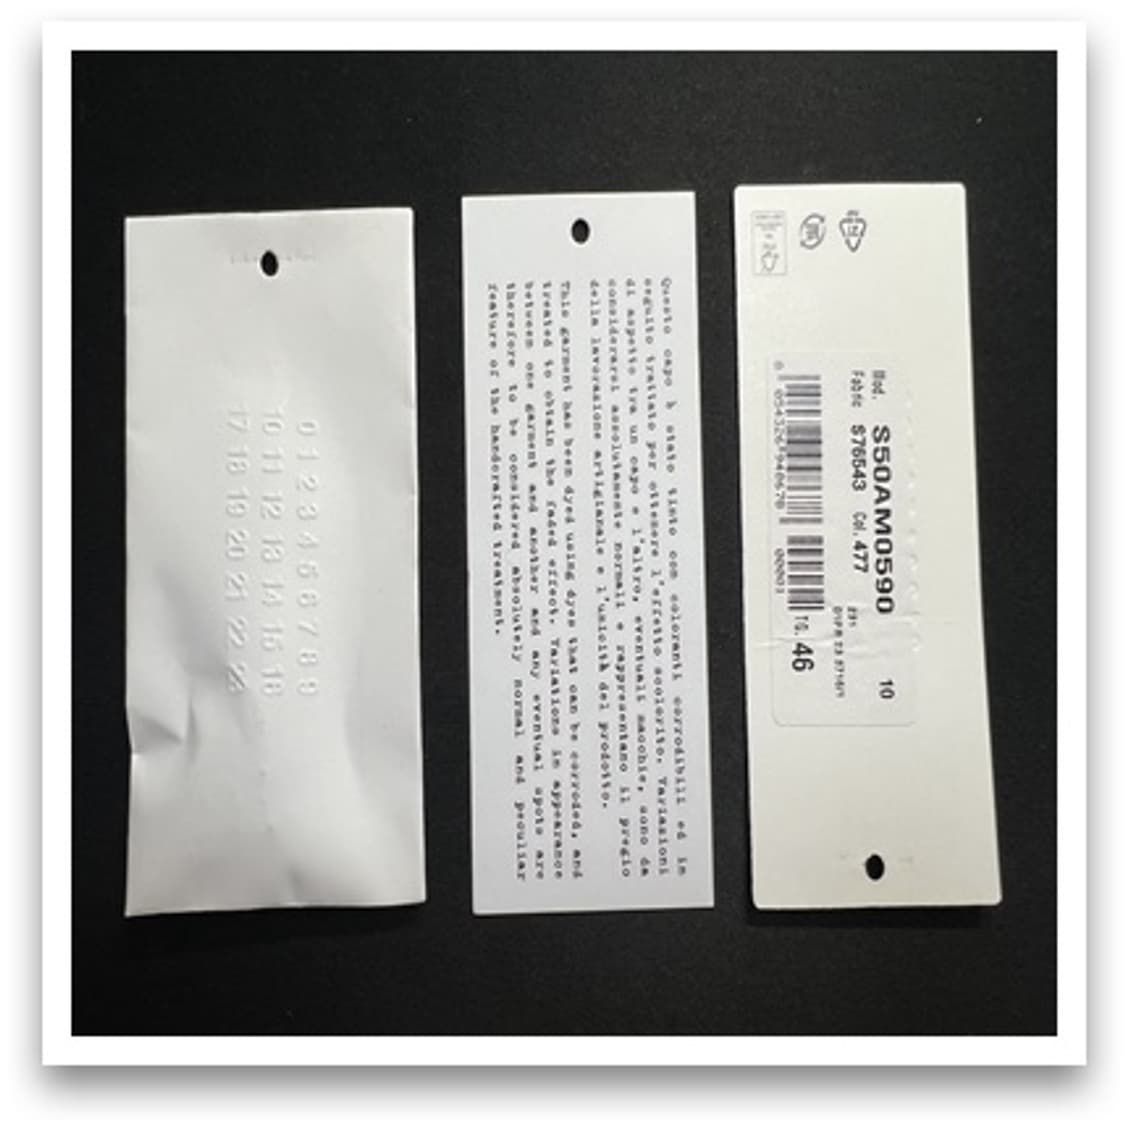 0 1 2 3 4 5 6 7 8 9
10 11 12 13 14 15 16
17 18 19 20 21 22 23
Questo capo è stato tinto con coloranti corrodibili ed in
seguito trattato per ottenere l'effetto scolorito. Variazioni
di aspetto tra un capo e l'altro, eventuali macchie, sono da
considerarsi assolutamente normali e rappresentano il pregio
della lavorazione artigianale e l'unicità del prodotto.
This garment has been dyed using dyes that can be corroded, and
treated to obtain the faded effect. Variations in appearance
between one garment and another and any eventual spots are
therefore to be considered absolutely normal and peculiar
feature of the handcrafted treatment.
Mod. S50AM0590 10
Fabric S76543 Col. 477
TG. 46